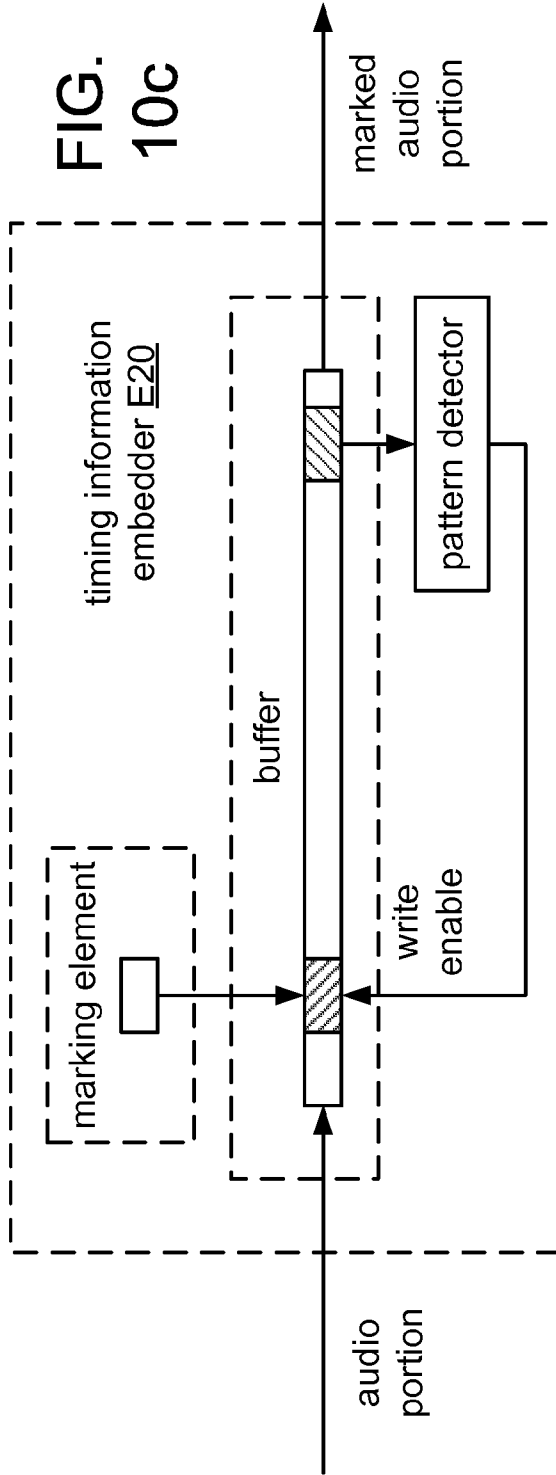 FIG.
10c
timing information
embedder E20
marking element
buffer
write
enable
pattern detector
audio
portion
marked
audio
portion